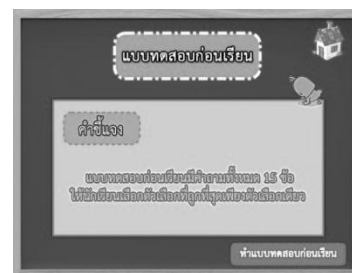 แบบทดสอบก่อนเรียน
คำชี้แจง
แบบทดสอบก่อนเรียนมีคำถามทั้งหมด 15 ข้อ
ให้นักเรียนเลือกตัวเลือกที่ถูกที่สุดเพียงตัวเลือกเดียว
ทำแบบทดสอบก่อนเรียน